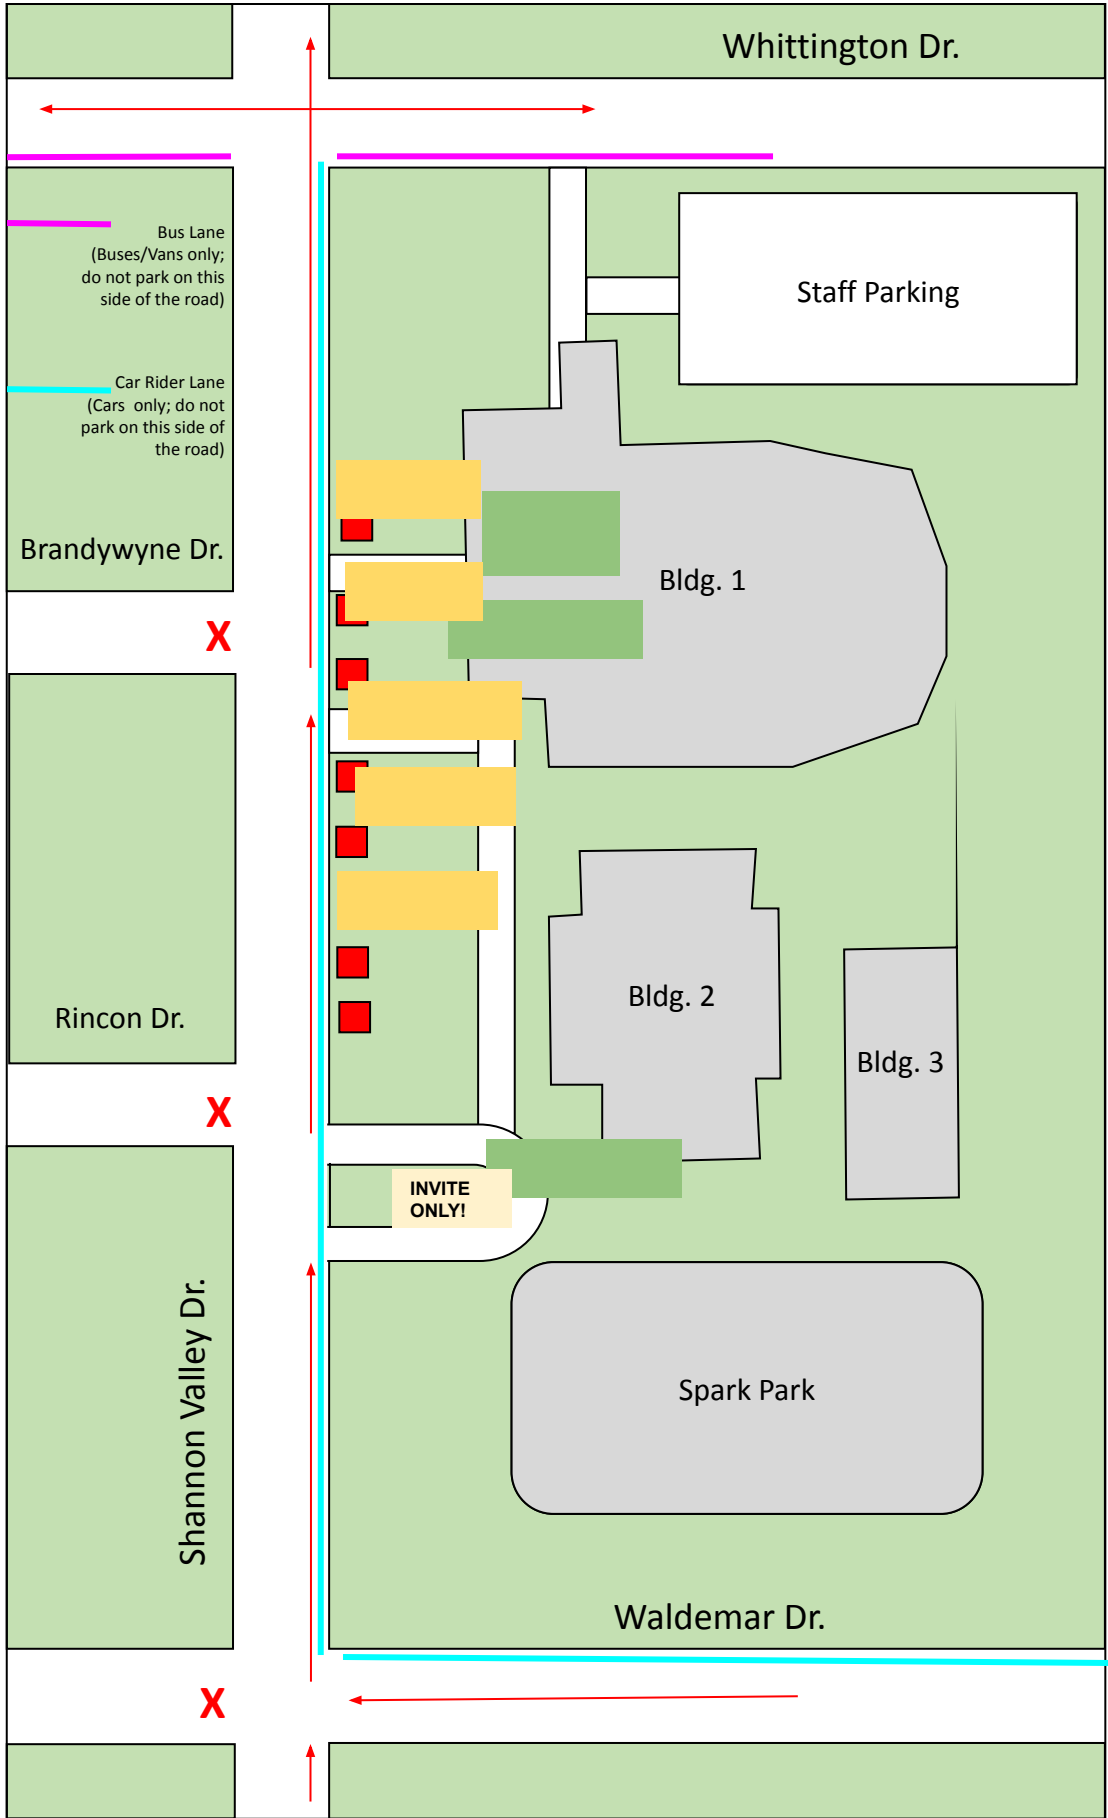 Whittington Dr.
Bus Lane
(Buses/Vans only;
do not park on this
side of the road)
Staff Parking
Car Rider Lane
(Cars only; do not
park on this side of
the road)
Brandywyne Dr.
Bldg. 1
X
Bldg. 2
Rincon Dr.
Bldg. 3
X
INVITE
ONLY!
Shannon Valley Dr.
Spark Park
Waldemar Dr.
X